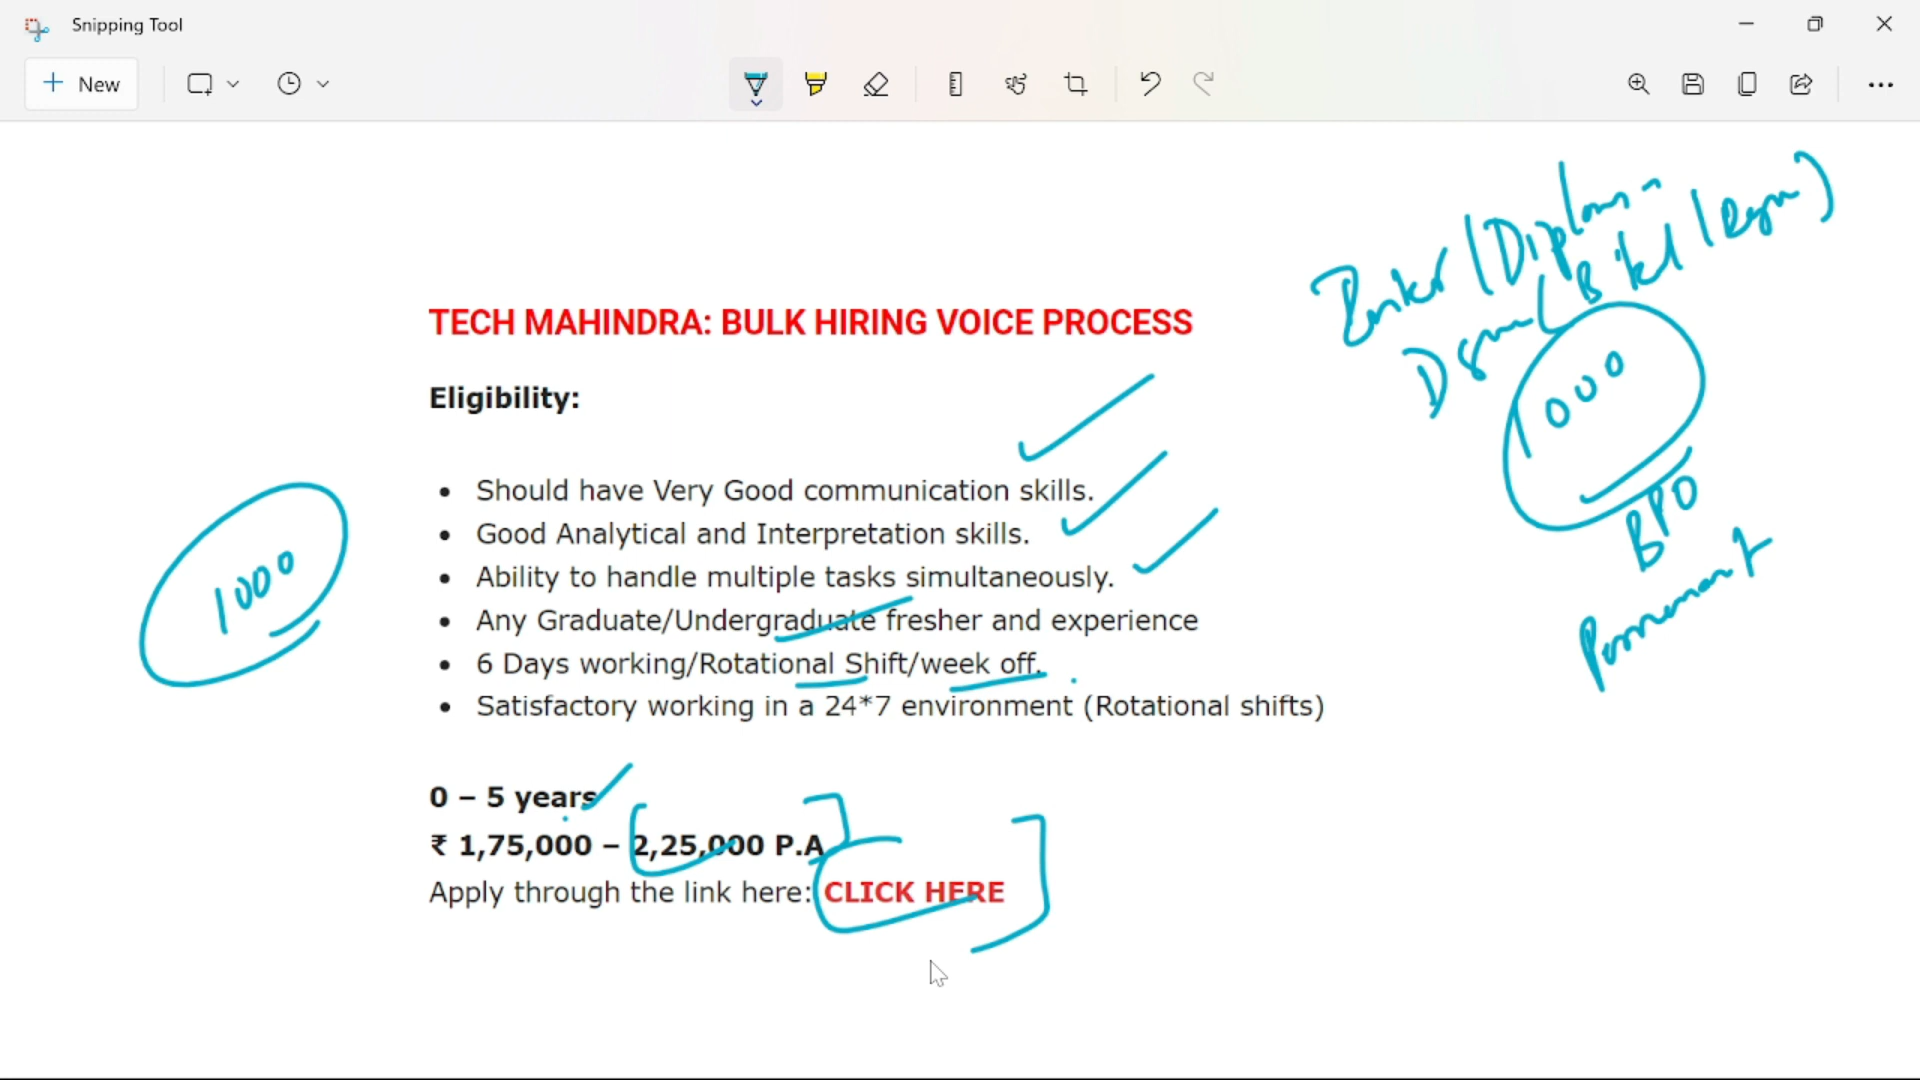 Snipping Tool
New
TECH MAHINDRA: BULK HIRING VOICE PROCESS
Eligibility:
• Should have Very Good communication skills.
• Good Analytical and Interpretation skills.
• Ability to handle multiple tasks simultaneously.
• Any Graduate/Undergraduate fresher and experience
• 6 Days working/Rotational Shift/week off.
• Satisfactory working in a 24*7 environment (Rotational shifts)
0 – 5 years
₹ 1,75,000 – 2,25,000 P.A
Apply through the link here: CLICK HERE
1000
1000
BPO